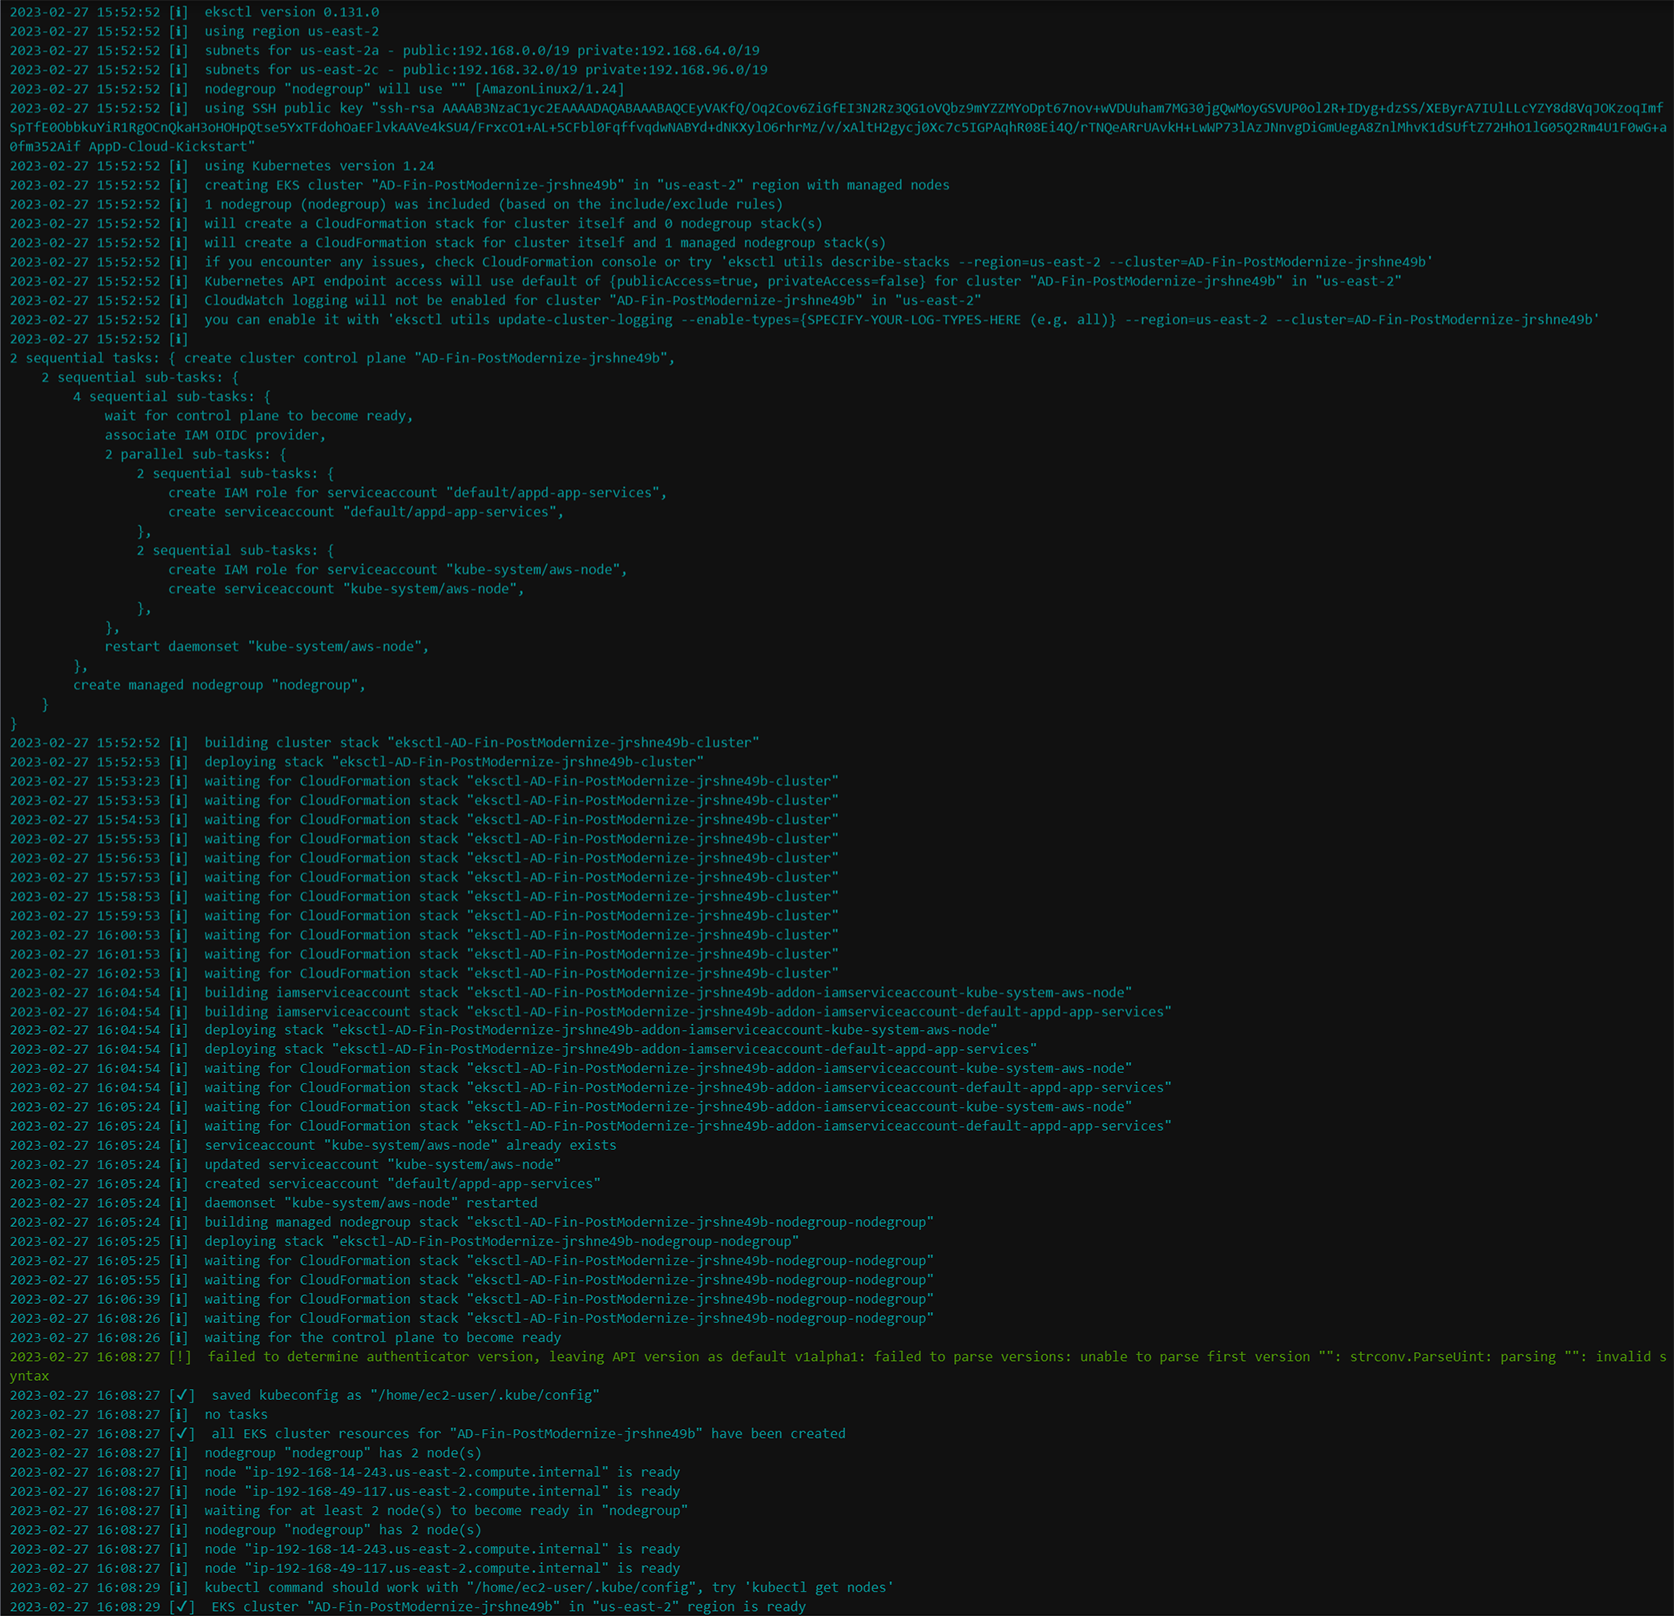 2023-02-27 15:52:52 [ℹ]  eksctl version 0.131.0
2023-02-27 15:52:52 [ℹ]  using region us-east-2
2023-02-27 15:52:52 [ℹ]  subnets for us-east-2a - public:192.168.0.0/19 private:192.168.64.0/19
2023-02-27 15:52:52 [ℹ]  subnets for us-east-2c - public:192.168.32.0/19 private:192.168.96.0/19
2023-02-27 15:52:52 [ℹ]  nodegroup "nodegroup" will use "" [AmazonLinux2/1.24]
2023-02-27 15:52:52 [ℹ]  using SSH public key "ssh-rsa AAAAB3NzaC1yc2EAAAADAQABAAABAQCEyVAKfQ/Oq2Cov6ZiGfEI3N2Rz3QG1oVQbz9mYZZMYoDpt67nov+wVDUuham7MG30jgQwMoyGSVUP0ol2R+IDyg+dzSS/XEByrA7IUlLLcYZY8d8VqJOKzoqImf
SpTfE0ObbkuYiR1RgOCnQkaH3oHOHpQtse5YxTFdohOaEFlvkAAVe4kSU4/FrxcO1+AL+5CFbl0Fqffvqdw​NABYd+dNKXylO6rhrMz/v/xAltH2gycj0Xc7c5IGPAqhR08Ei4Q/rTNQeARrUAvkH+LwWP73lAzJNnvgDiGmUegA8ZnlMhvK1dSUftZ72HhO1lG05Q2Rm4U1F0wG+a
0fm352Aif AppD-Cloud-Kickstart"
2023-02-27 15:52:52 [ℹ]  using Kubernetes version 1.24
2023-02-27 15:52:52 [ℹ]  creating EKS cluster "AD-Fin-PostModernize-jrshne49b" in "us-east-2" region with managed nodes
2023-02-27 15:52:52 [ℹ]  1 nodegroup (nodegroup) was included (based on the include/exclude rules)
2023-02-27 15:52:52 [ℹ]  will create a CloudFormation stack for cluster itself and 0 nodegroup stack(s)
2023-02-27 15:52:52 [ℹ]  will create a CloudFormation stack for cluster itself and 1 managed nodegroup stack(s)
2023-02-27 15:52:52 [ℹ]  if you encounter any issues, check CloudFormation console or try 'eksctl utils describe-stacks --region=us-east-2 --cluster=AD-Fin-PostModernize-jrshne49b'
2023-02-27 15:52:52 [ℹ]  Kubernetes API endpoint access will use default of {publicAccess=true, privateAccess=false} for cluster "AD-Fin-PostModernize-jrshne49b" in "us-east-2"
2023-02-27 15:52:52 [ℹ]  CloudWatch logging will not be enabled for cluster "AD-Fin-PostModernize-jrshne49b" in "us-east-2"
2023-02-27 15:52:52 [ℹ]  you can enable it with 'eksctl utils update-cluster-logging --enable-types={SPECIFY-YOUR-LOG-TYPES-HERE (e.g. all)} --region=us-east-2 --cluster=AD-Fin-PostModernize-jrshne49b'
2023-02-27 15:52:52 [ℹ]
2 sequential tasks: { create cluster control plane "AD-Fin-PostModernize-jrshne49b",
    2 sequential sub-tasks: {
        4 sequential sub-tasks: {
            wait for control plane to become ready,
            associate IAM OIDC provider,
            2 parallel sub-tasks: {
                2 sequential sub-tasks: {
                    create IAM role for serviceaccount "default/appd-app-services",
                    create serviceaccount "default/appd-app-services",
                },
                2 sequential sub-tasks: {
                    create IAM role for serviceaccount "kube-system/aws-node",
                    create serviceaccount "kube-system/aws-node",
                },
            },
            restart daemonset "kube-system/aws-node",
        },
        create managed nodegroup "nodegroup",
    }
}
2023-02-27 15:52:52 [ℹ]  building cluster stack "eksctl-AD-Fin-PostModernize-jrshne49b-cluster"
2023-02-27 15:52:53 [ℹ]  deploying stack "eksctl-AD-Fin-PostModernize-jrshne49b-cluster"
2023-02-27 15:53:23 [ℹ]  waiting for CloudFormation stack "eksctl-AD-Fin-PostModernize-jrshne49b-cluster"
2023-02-27 15:53:53 [ℹ]  waiting for CloudFormation stack "eksctl-AD-Fin-PostModernize-jrshne49b-cluster"
2023-02-27 15:54:53 [ℹ]  waiting for CloudFormation stack "eksctl-AD-Fin-PostModernize-jrshne49b-cluster"
2023-02-27 15:55:53 [ℹ]  waiting for CloudFormation stack "eksctl-AD-Fin-PostModernize-jrshne49b-cluster"
2023-02-27 15:56:53 [ℹ]  waiting for CloudFormation stack "eksctl-AD-Fin-PostModernize-jrshne49b-cluster"
2023-02-27 15:57:53 [ℹ]  waiting for CloudFormation stack "eksctl-AD-Fin-PostModernize-jrshne49b-cluster"
2023-02-27 15:58:53 [ℹ]  waiting for CloudFormation stack "eksctl-AD-Fin-PostModernize-jrshne49b-cluster"
2023-02-27 15:59:53 [ℹ]  waiting for CloudFormation stack "eksctl-AD-Fin-PostModernize-jrshne49b-cluster"
2023-02-27 16:00:53 [ℹ]  waiting for CloudFormation stack "eksctl-AD-Fin-PostModernize-jrshne49b-cluster"
2023-02-27 16:01:53 [ℹ]  waiting for CloudFormation stack "eksctl-AD-Fin-PostModernize-jrshne49b-cluster"
2023-02-27 16:02:53 [ℹ]  waiting for CloudFormation stack "eksctl-AD-Fin-PostModernize-jrshne49b-cluster"
2023-02-27 16:04:54 [ℹ]  building iamserviceaccount stack "eksctl-AD-Fin-PostModernize-jrshne49b-addon-iamserviceaccount-kube-system-aws-node"
2023-02-27 16:04:54 [ℹ]  building iamserviceaccount stack "eksctl-AD-Fin-PostModernize-jrshne49b-addon-iamserviceaccount-default-appd-app-services"
2023-02-27 16:04:54 [ℹ]  deploying stack "eksctl-AD-Fin-PostModernize-jrshne49b-addon-iamserviceaccount-kube-system-aws-node"
2023-02-27 16:04:54 [ℹ]  deploying stack "eksctl-AD-Fin-PostModernize-jrshne49b-addon-iamserviceaccount-default-appd-app-services"
2023-02-27 16:04:54 [ℹ]  waiting for CloudFormation stack "eksctl-AD-Fin-PostModernize-jrshne49b-addon-iamserviceaccount-kube-system-aws-node"
2023-02-27 16:04:54 [ℹ]  waiting for CloudFormation stack "eksctl-AD-Fin-PostModernize-jrshne49b-addon-iamserviceaccount-default-appd-app-services"
2023-02-27 16:05:24 [ℹ]  waiting for CloudFormation stack "eksctl-AD-Fin-PostModernize-jrshne49b-addon-iamserviceaccount-kube-system-aws-node"
2023-02-27 16:05:24 [ℹ]  waiting for CloudFormation stack "eksctl-AD-Fin-PostModernize-jrshne49b-addon-iamserviceaccount-default-appd-app-services"
2023-02-27 16:05:24 [ℹ]  serviceaccount "kube-system/aws-node" already exists
2023-02-27 16:05:24 [ℹ]  updated serviceaccount "kube-system/aws-node"
2023-02-27 16:05:24 [ℹ]  created serviceaccount "default/appd-app-services"
2023-02-27 16:05:24 [ℹ]  daemonset "kube-system/aws-node" restarted
2023-02-27 16:05:24 [ℹ]  building managed nodegroup stack "eksctl-AD-Fin-PostModernize-jrshne49b-nodegroup-nodegroup"
2023-02-27 16:05:25 [ℹ]  deploying stack "eksctl-AD-Fin-PostModernize-jrshne49b-nodegroup-nodegroup"
2023-02-27 16:05:25 [ℹ]  waiting for CloudFormation stack "eksctl-AD-Fin-PostModernize-jrshne49b-nodegroup-nodegroup"
2023-02-27 16:05:55 [ℹ]  waiting for CloudFormation stack "eksctl-AD-Fin-PostModernize-jrshne49b-nodegroup-nodegroup"
2023-02-27 16:06:39 [ℹ]  waiting for CloudFormation stack "eksctl-AD-Fin-PostModernize-jrshne49b-nodegroup-nodegroup"
2023-02-27 16:08:26 [ℹ]  waiting for CloudFormation stack "eksctl-AD-Fin-PostModernize-jrshne49b-nodegroup-nodegroup"
2023-02-27 16:08:26 [ℹ]  waiting for the control plane to become ready
2023-02-27 16:08:27 [!]  failed to determine authenticator version, leaving API version as default v1alpha1: failed to parse versions: unable to parse first version "": strconv.ParseUint: parsing "": invalid s
yntax
2023-02-27 16:08:27 [✔]  saved kubeconfig as "/home/ec2-user/.kube/config"
2023-02-27 16:08:27 [ℹ]  no tasks
2023-02-27 16:08:27 [✔]  all EKS cluster resources for "AD-Fin-PostModernize-jrshne49b" have been created
2023-02-27 16:08:27 [ℹ]  nodegroup "nodegroup" has 2 node(s)
2023-02-27 16:08:27 [ℹ]  node "ip-192-168-14-243.us-east-2.compute.internal" is ready
2023-02-27 16:08:27 [ℹ]  node "ip-192-168-49-117.us-east-2.compute.internal" is ready
2023-02-27 16:08:27 [ℹ]  waiting for at least 2 node(s) to become ready in "nodegroup"
2023-02-27 16:08:27 [ℹ]  nodegroup "nodegroup" has 2 node(s)
2023-02-27 16:08:27 [ℹ]  node "ip-192-168-14-243.us-east-2.compute.internal" is ready
2023-02-27 16:08:27 [ℹ]  node "ip-192-168-49-117.us-east-2.compute.internal" is ready
2023-02-27 16:08:29 [ℹ]  kubectl command should work with "/home/ec2-user/.kube/config", try 'kubectl get nodes'
2023-02-27 16:08:29 [✔]  EKS cluster "AD-Fin-PostModernize-jrshne49b" in "us-east-2" region is ready